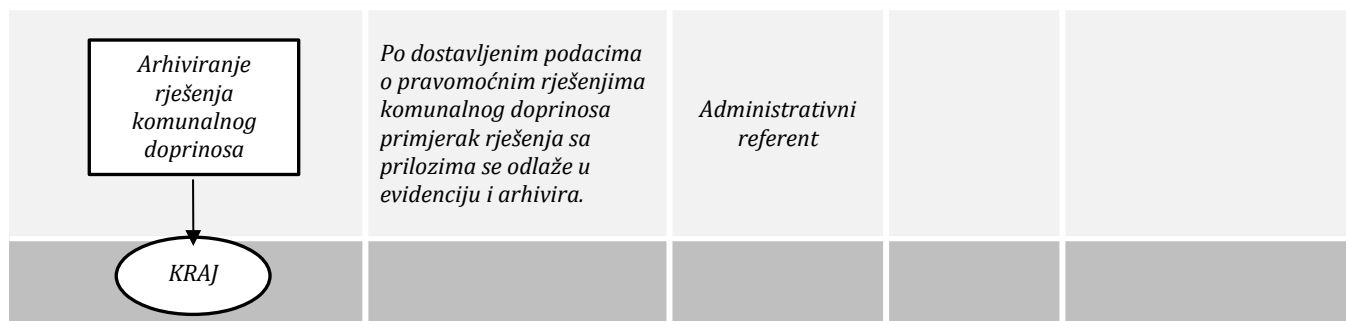 Arhiviranje
rješenja
komunalnog
doprinosa
Po dostavljenim podacima
o pravomoćnim rješenjima
komunalnog doprinosa
primjerak rješenja sa
prilozima se odlaže u
evidenciju i arhivira.
Administrativni
referent
KRAJ